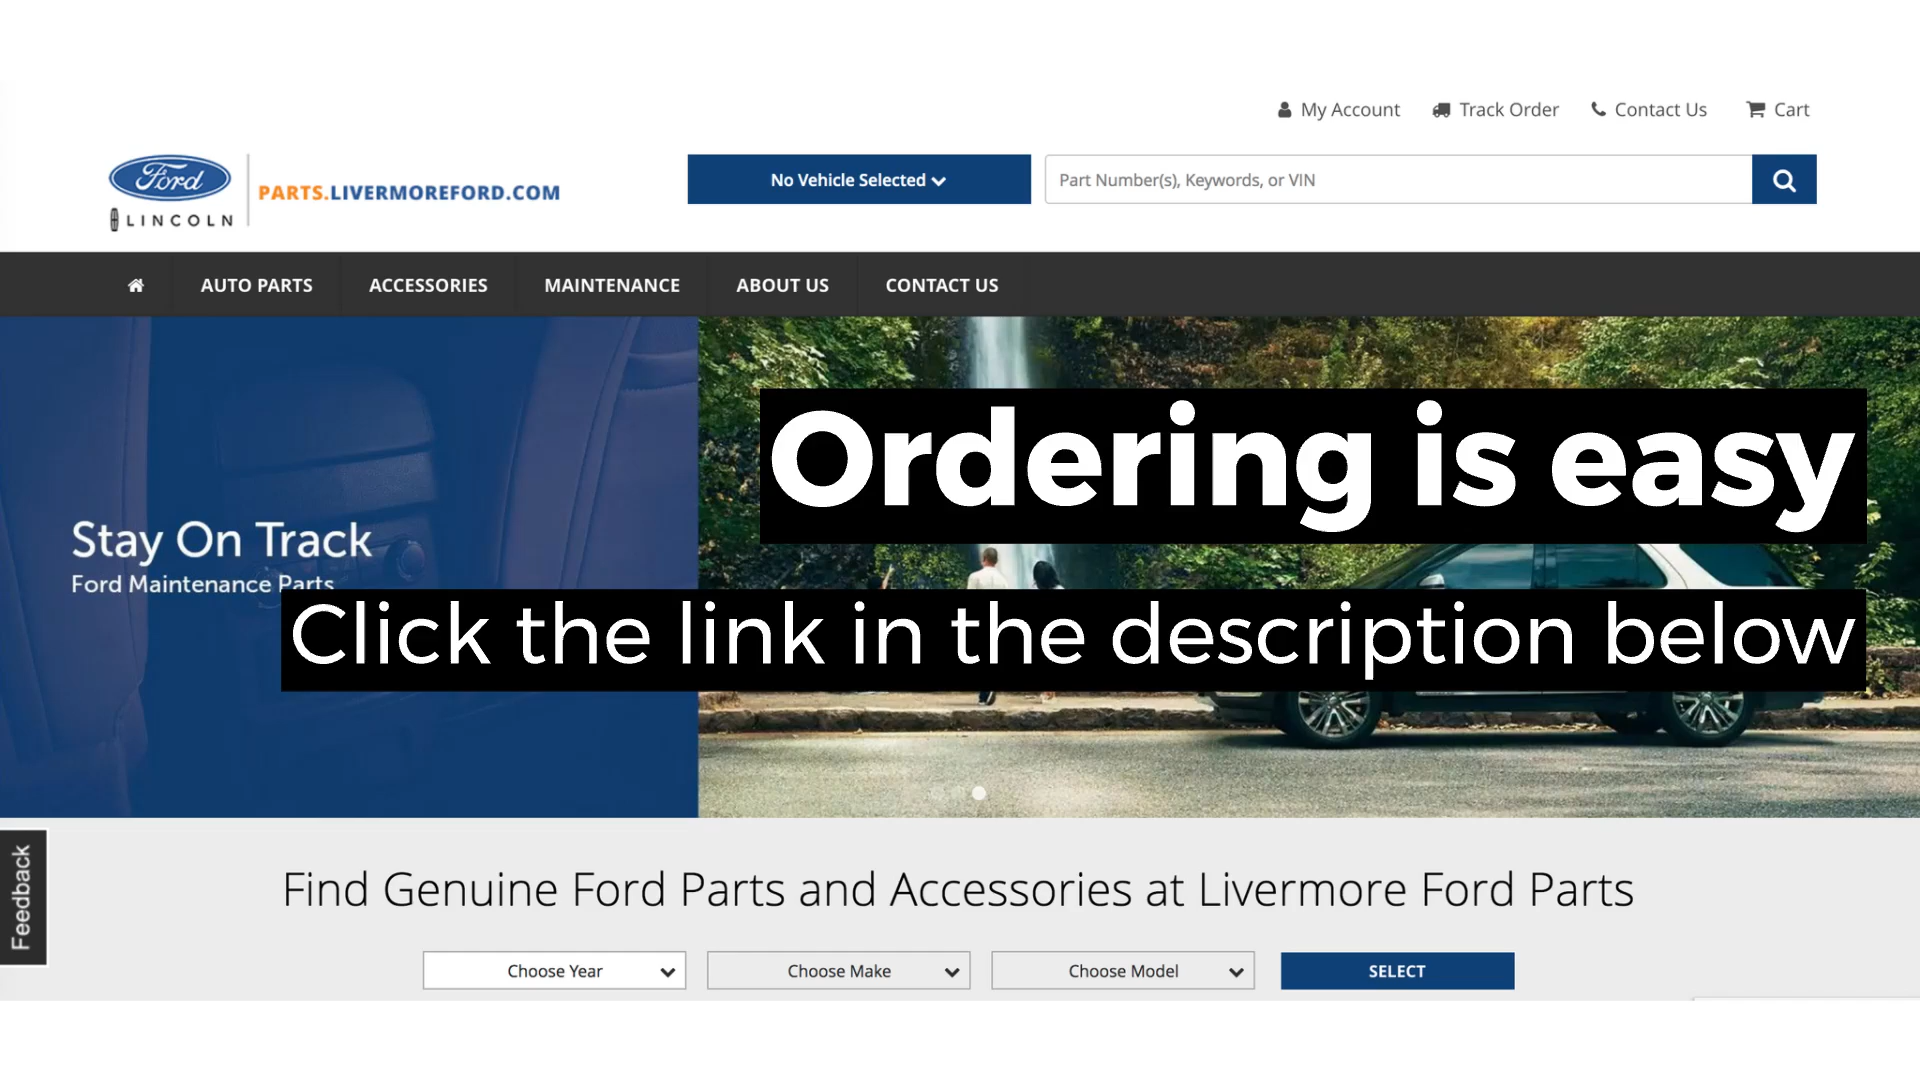 My Account
Track Order
Contact Us
Cart
Ford
LINCOLN
PARTS.LIVERMOREFORD.COM
No Vehicle Selected
Part Number(s), Keywords, or VIN
AUTO PARTS
ACCESSORIES
MAINTENANCE
ABOUT US
CONTACT US
Ordering is easy
Stay On Track
Ford Maintenance Parts
Click the link in the description below
Feedback
Find Genuine Ford Parts and Accessories at Livermore Ford Parts
Choose Year
Choose Make
Choose Model
SELECT